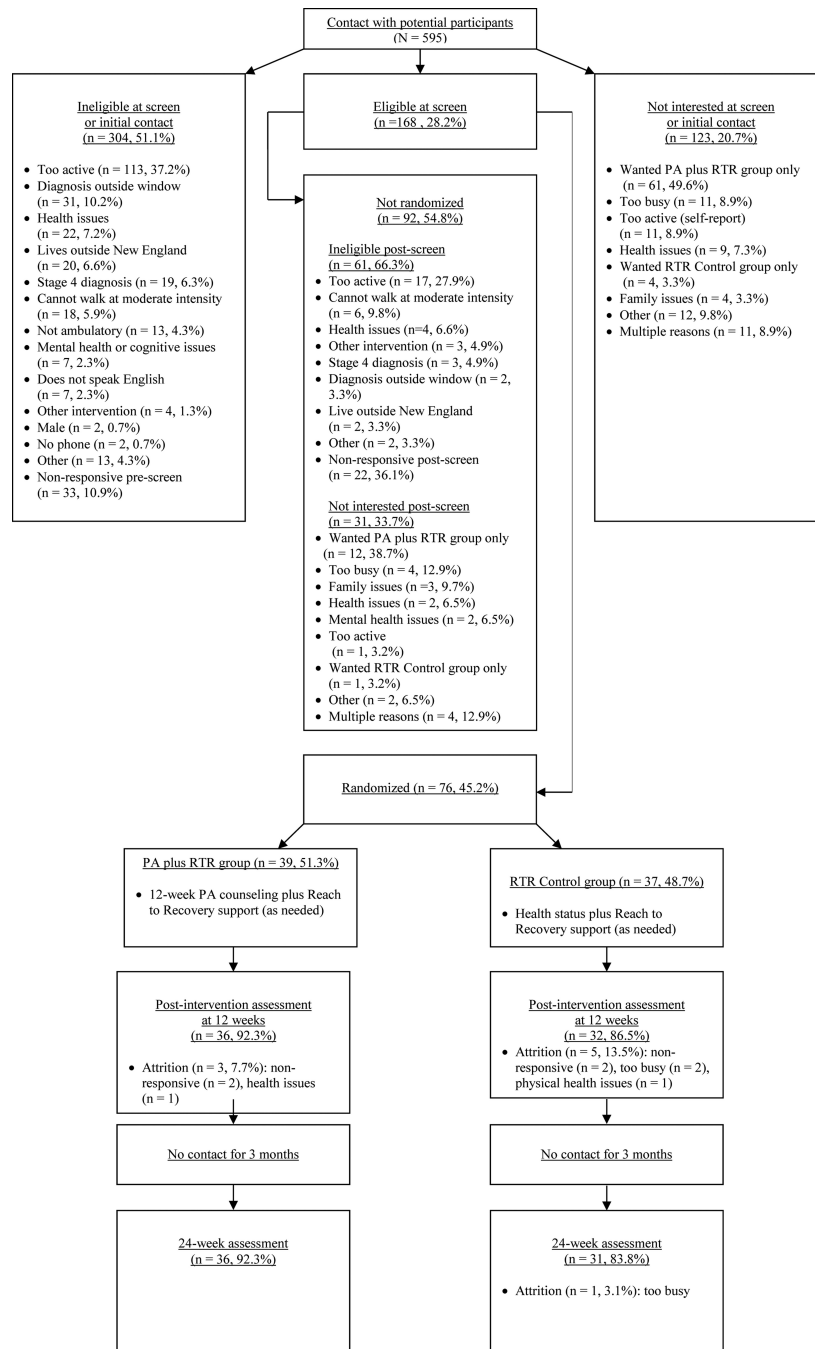 Contact with potential participants
(N = 595)
Ineligible at screen
or initial contact
(n = 304, 51.1%)
• Too active (n = 113, 37.2%)
• Diagnosis outside window
(n = 31, 10.2%)
• Health issues
(n = 22, 7.2%)
• Lives outside New England
(n = 20, 6.6%)
• Stage 4 diagnosis (n = 19, 6.3%)
• Cannot walk at moderate intensity
(n = 18, 5.9%)
• Not ambulatory (n = 13, 4.3%)
• Mental health or cognitive issues
(n = 7, 2.3%)
• Does not speak English
(n = 7, 2.3%)
• Other intervention (n = 4, 1.3%)
• Male (n = 2, 0.7%)
• No phone (n = 2, 0.7%)
• Other (n = 13, 4.3%)
• Non-responsive pre-screen
(n = 33, 10.9%)
Eligible at screen
(n =168 , 28.2%)
Not interested at screen
or initial contact
(n = 123, 20.7%)
• Wanted PA plus RTR group only
(n = 61, 49.6%)
• Too busy (n = 11, 8.9%)
• Too active (self-report)
(n = 11, 8.9%)
• Health issues (n = 9, 7.3%)
• Wanted RTR Control group only
(n = 4, 3.3%)
• Family issues (n = 4, 3.3%)
• Other (n = 12, 9.8%)
• Multiple reasons (n = 11, 8.9%)
Not randomized
(n = 92, 54.8%)
Ineligible post-screen
(n = 61, 66.3%)
• Too active (n = 17, 27.9%)
• Cannot walk at moderate intensity
(n = 6, 9.8%)
• Health issues (n=4, 6.6%)
• Other intervention (n = 3, 4.9%)
• Stage 4 diagnosis (n = 3, 4.9%)
• Diagnosis outside window (n = 2,
3.3%)
• Live outside New England
(n = 2, 3.3%)
• Other (n = 2, 3.3%)
• Non-responsive post-screen
(n = 22, 36.1%)
Not interested post-screen
(n = 31, 33.7%)
• Wanted PA plus RTR group only
(n = 12, 38.7%)
• Too busy (n = 4, 12.9%)
• Family issues (n =3, 9.7%)
• Health issues (n = 2, 6.5%)
• Mental health issues (n = 2, 6.5%)
• Too active
(n = 1, 3.2%)
• Wanted RTR Control group only
(n = 1, 3.2%)
• Other (n = 2, 6.5%)
• Multiple reasons (n = 4, 12.9%)
Randomized (n = 76, 45.2%)
PA plus RTR group (n = 39, 51.3%)
• 12-week PA counseling plus Reach
to Recovery support (as needed)
RTR Control group (n = 37, 48.7%)
• Health status plus Reach to
Recovery support (as needed)
Post-intervention assessment
at 12 weeks
(n = 36, 92.3%)
• Attrition (n = 3, 7.7%): non-
responsive (n = 2), health issues
(n = 1)
Post-intervention assessment
at 12 weeks
(n = 32, 86.5%)
• Attrition (n = 5, 13.5%): non-
responsive (n = 2), too busy (n = 2),
physical health issues (n = 1)
No contact for 3 months
No contact for 3 months
24-week assessment
(n = 36, 92.3%)
24-week assessment
(n = 31, 83.8%)
• Attrition (n = 1, 3.1%): too busy